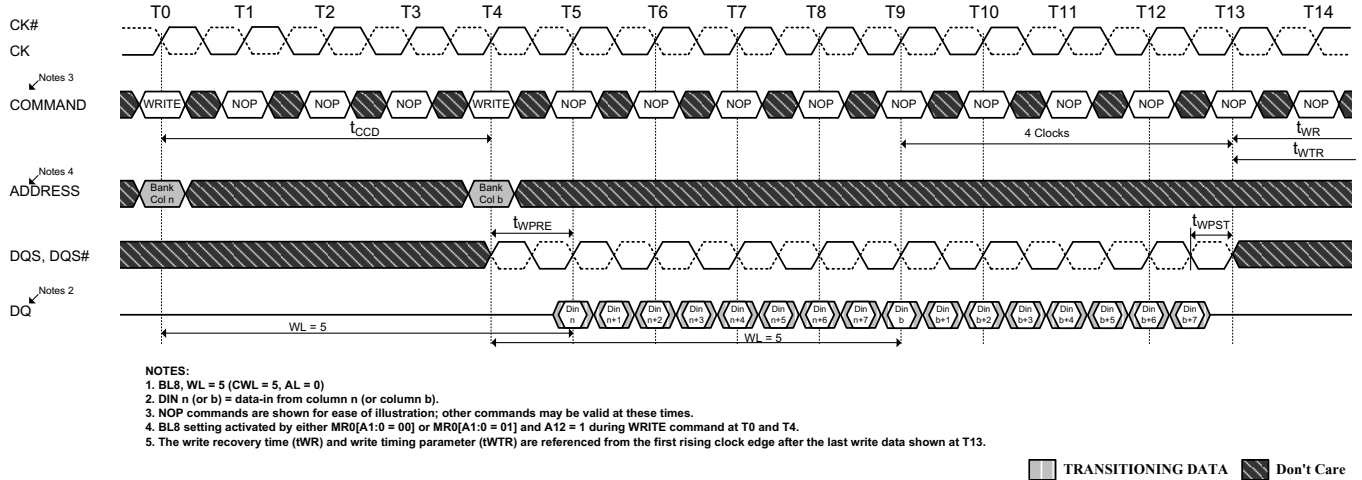 T0 T1 T2 T3 T4 T5 T6 T7 T8 T9 T10 T11 T12 T13 T14
CK#
CK
Notes 3
COMMAND WRITE NOP NOP NOP WRITE NOP NOP NOP NOP NOP NOP NOP NOP NOP NOP
tCCD 4 Clocks tWR
tWTR
Notes 4
ADDRESS Bank Col n Bank Col b
tWPRE tWPST
DQS, DQS#
Notes 2
DQ Din n Din n+1 Din n+2 Din n+3 Din n+4 Din n+5 Din n+6 Din n+7 Din b Din b+1 Din b+2 Din b+3 Din b+4 Din b+5 Din b+6 Din b+7
WL = 5 WL = 5
NOTES:
1. BL8, WL = 5 (CWL = 5, AL = 0)
2. DIN n (or b) = data-in from column n (or column b).
3. NOP commands are shown for ease of illustration; other commands may be valid at these times.
4. BL8 setting activated by either MR0[A1:0 = 00] or MR0[A1:0 = 01] and A12 = 1 during WRITE command at T0 and T4.
5. The write recovery time (tWR) and write timing parameter (tWTR) are referenced from the first rising clock edge after the last write data shown at T13.
TRANSITIONING DATA Don't Care